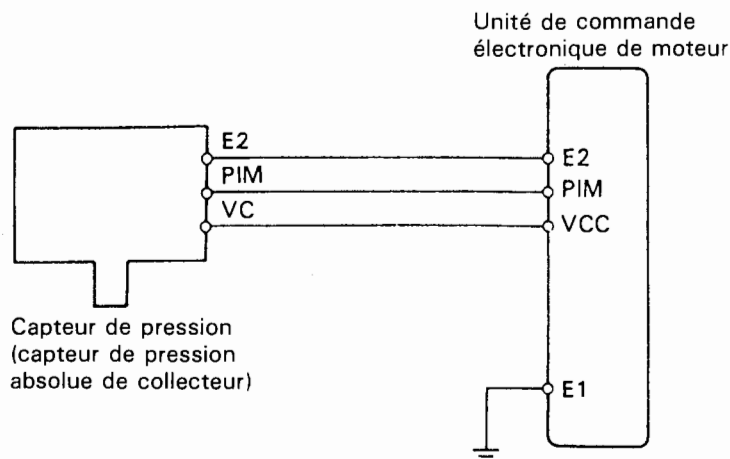 Unité de commande
électronique de moteur
E2
PIM
VC
E2
PIM
VCC
E1
Capteur de pression
(capteur de pression
absolue de collecteur)